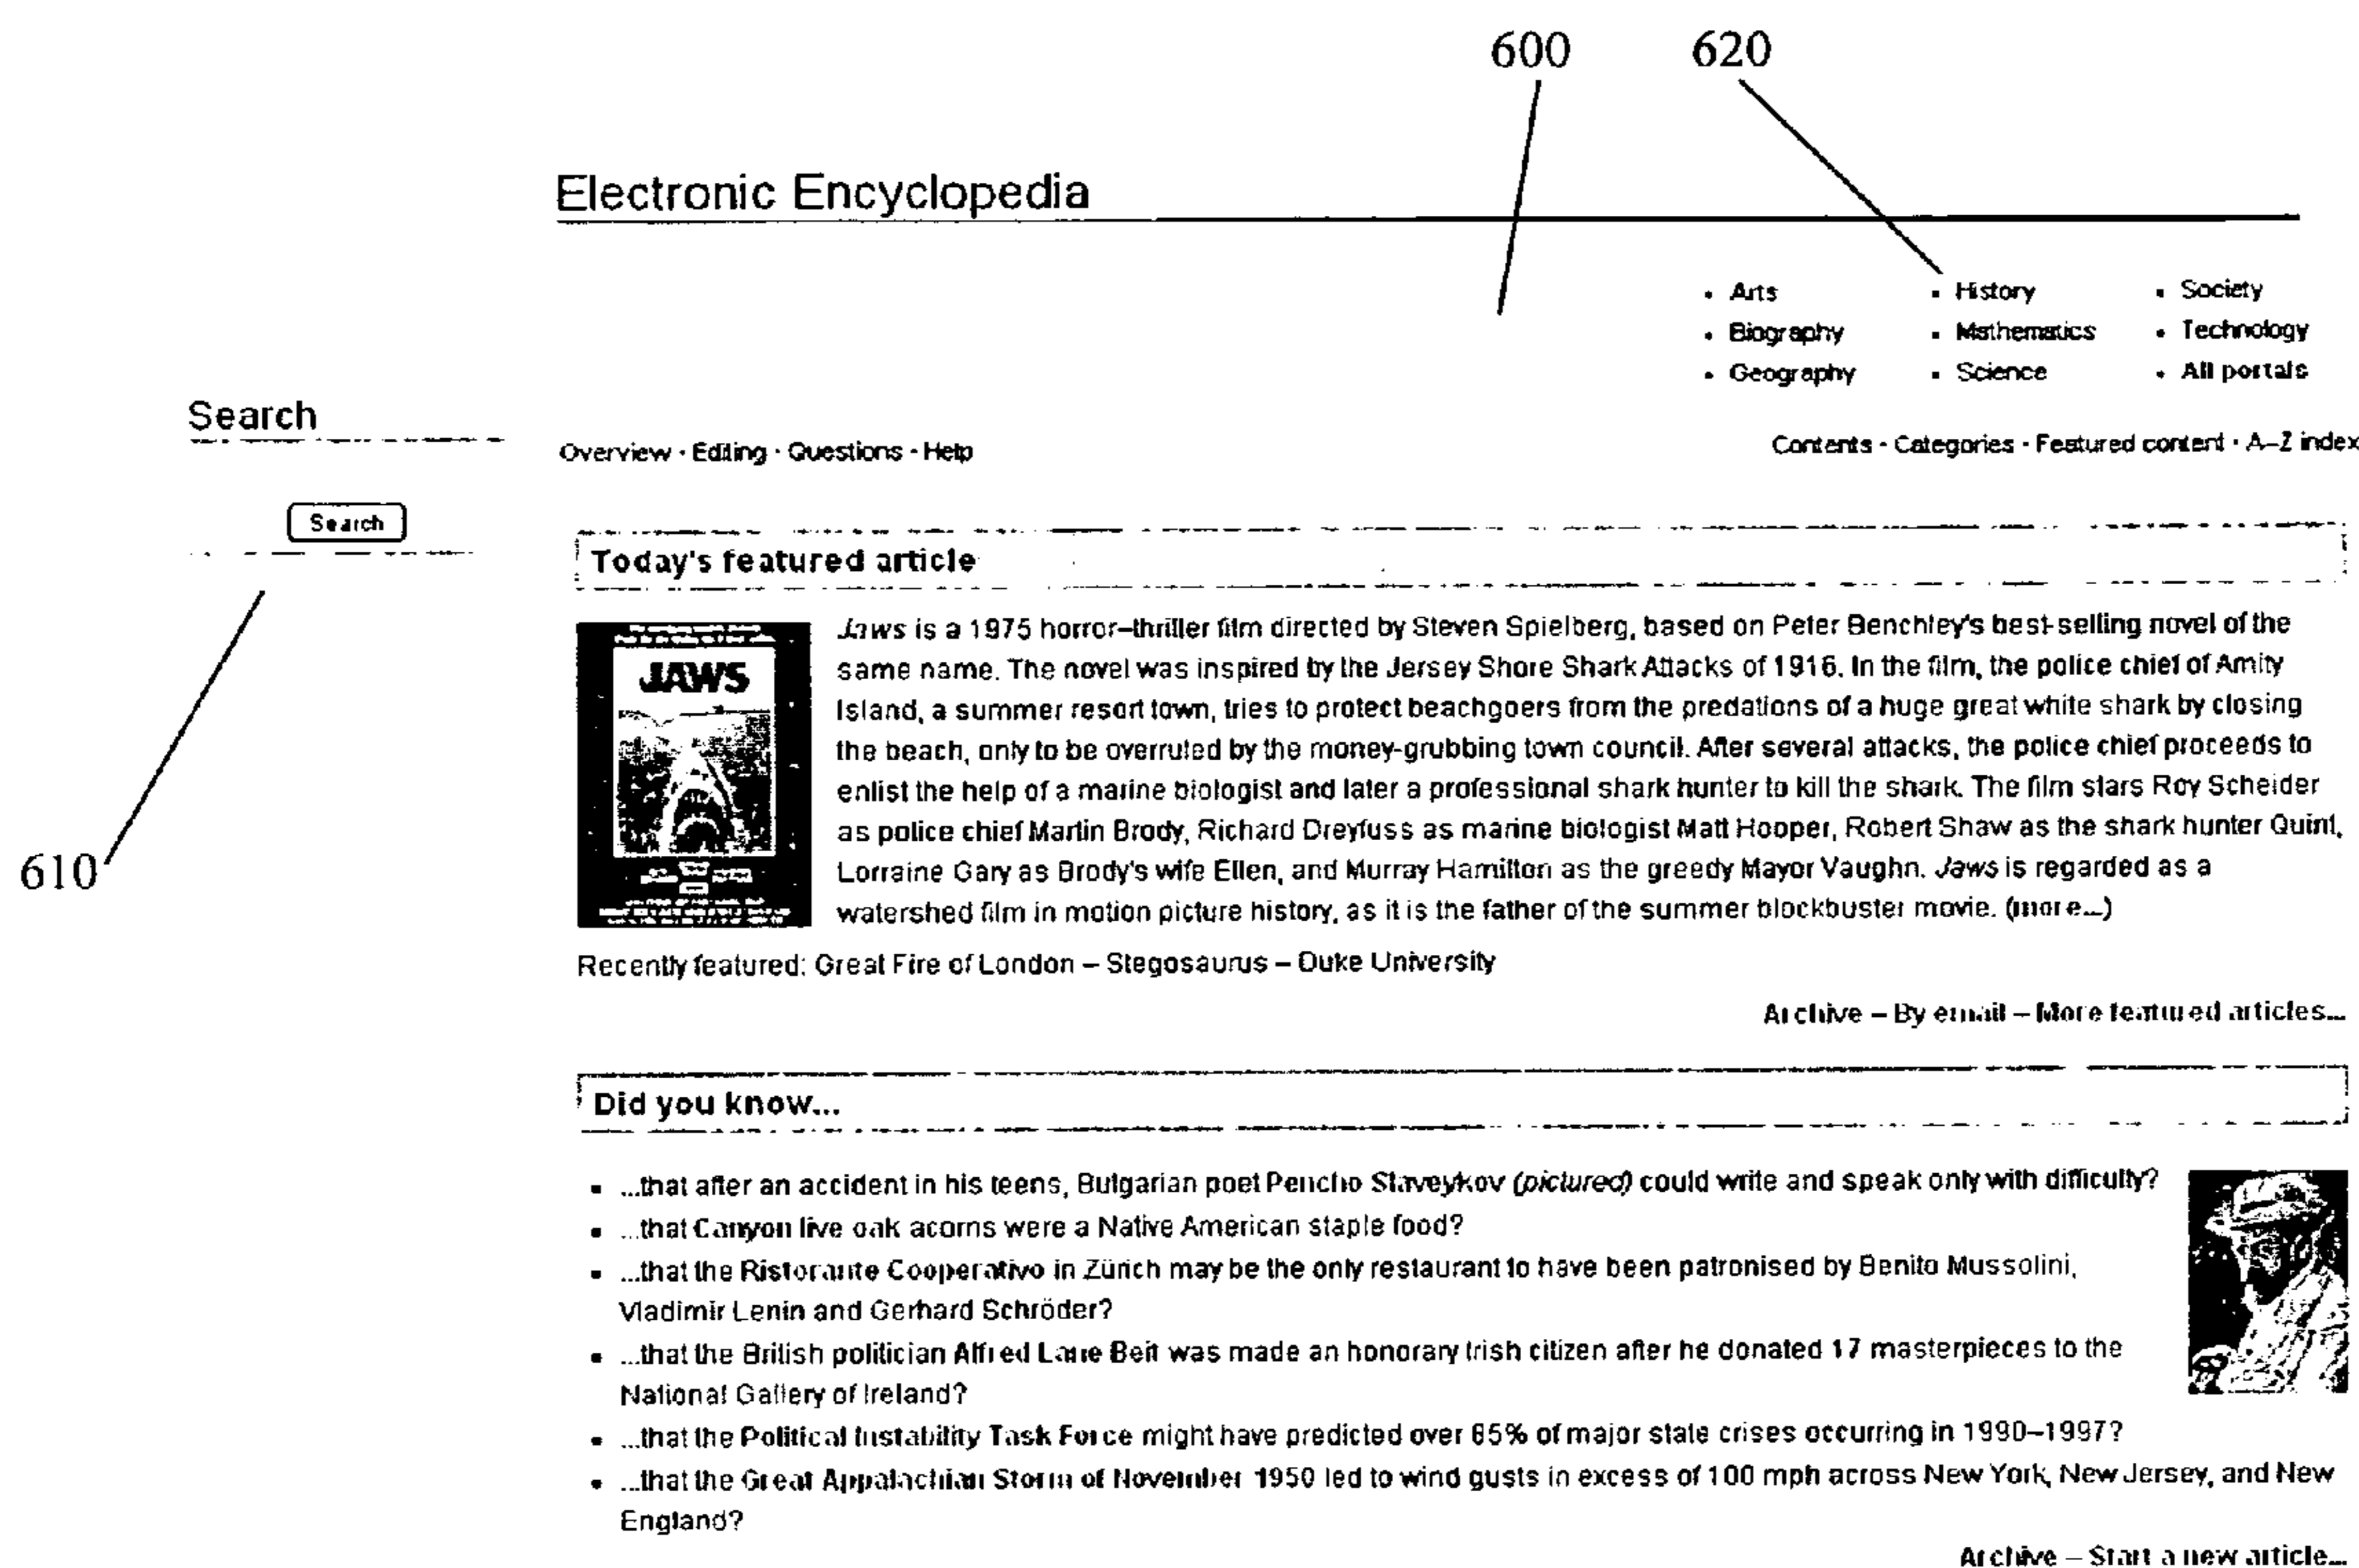 600 620
Electronic Encyclopedia
• Arts • History • Society
• Biography • Mathematics • Technology
• Geography • Science • All portals
Search
Overview · Editing · Questions · Help
Contents · Categories · Featured content · A–Z index
Search
Today's featured article
JAWS
Jaws is a 1975 horror–thriller film directed by Steven Spielberg, based on Peter Benchley's best-selling novel of the
same name. The novel was inspired by the Jersey Shore Shark Attacks of 1916. In the film, the police chief of Amity
Island, a summer resort town, tries to protect beachgoers from the predations of a huge great white shark by closing
the beach, only to be overruled by the money-grubbing town council. After several attacks, the police chief proceeds to
enlist the help of a marine biologist and later a professional shark hunter to kill the shark. The film stars Roy Scheider
as police chief Martin Brody, Richard Dreyfuss as marine biologist Matt Hooper, Robert Shaw as the shark hunter Quint,
Lorraine Gary as Brody's wife Ellen, and Murray Hamilton as the greedy Mayor Vaughn. Jaws is regarded as a
watershed film in motion picture history, as it is the father of the summer blockbuster movie. (more...)
610
Recently featured: Great Fire of London – Stegosaurus – Duke University
Archive – By email – More featured articles...
Did you know...
▪ ...that after an accident in his teens, Bulgarian poet Pencho Slaveykov (pictured) could write and speak only with difficulty?
▪ ...that Canyon live oak acorns were a Native American staple food?
▪ ...that the Ristorante Cooperativo in Zürich may be the only restaurant to have been patronised by Benito Mussolini,
Vladimir Lenin and Gerhard Schröder?
▪ ...that the British politician Alfred Lane Beit was made an honorary Irish citizen after he donated 17 masterpieces to the
National Gallery of Ireland?
▪ ...that the Political Instability Task Force might have predicted over 85% of major state crises occurring in 1990–1997?
▪ ...that the Great Appalachian Storm of November 1950 led to wind gusts in excess of 100 mph across New York, New Jersey, and New
England?
Archive – Start a new article...